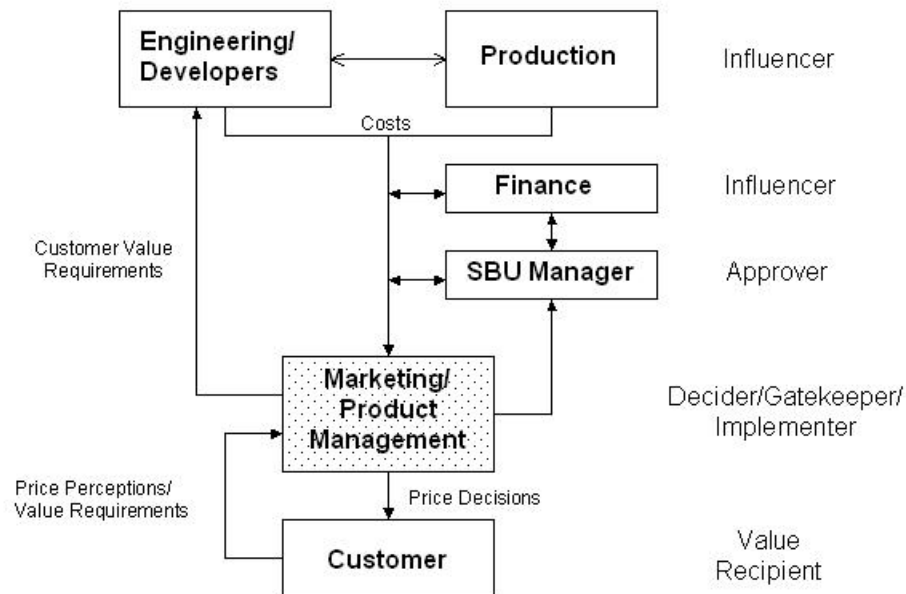 Engineering/
Developers
Production
Influencer
Costs
Finance
Influencer
Customer Value
Requirements
SBU Manager
Approver
Marketing/
Product
Management
Decider/Gatekeeper/
Implementer
Price Perceptions/
Value Requirements
Price Decisions
Customer
Value
Recipient